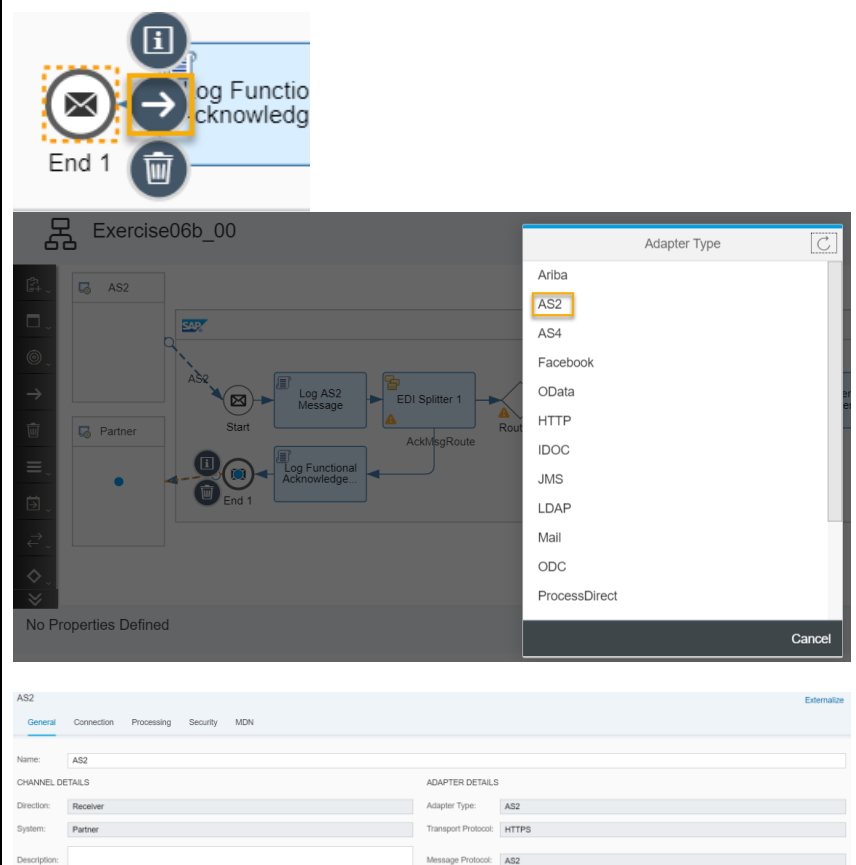 og Functio
cknowledg
End 1
Exercise06b_00
Adapter Type
Ariba
AS2
AS4
Facebook
OData
HTTP
IDOC
JMS
LDAP
Mail
ODC
ProcessDirect
Cancel
AS2
SAP
AS2
Start
Log AS2
Message
EDI Splitter 1
Rout
AckMsgRoute
Partner
Log Functional
Acknowledge...
End 1
No Properties Defined
AS2
Externalize
General Connection Processing Security MDN
Name: AS2
CHANNEL DETAILS
ADAPTER DETAILS
Direction: Receiver
Adapter Type: AS2
System: Partner
Transport Protocol: HTTPS
Description:
Message Protocol: AS2